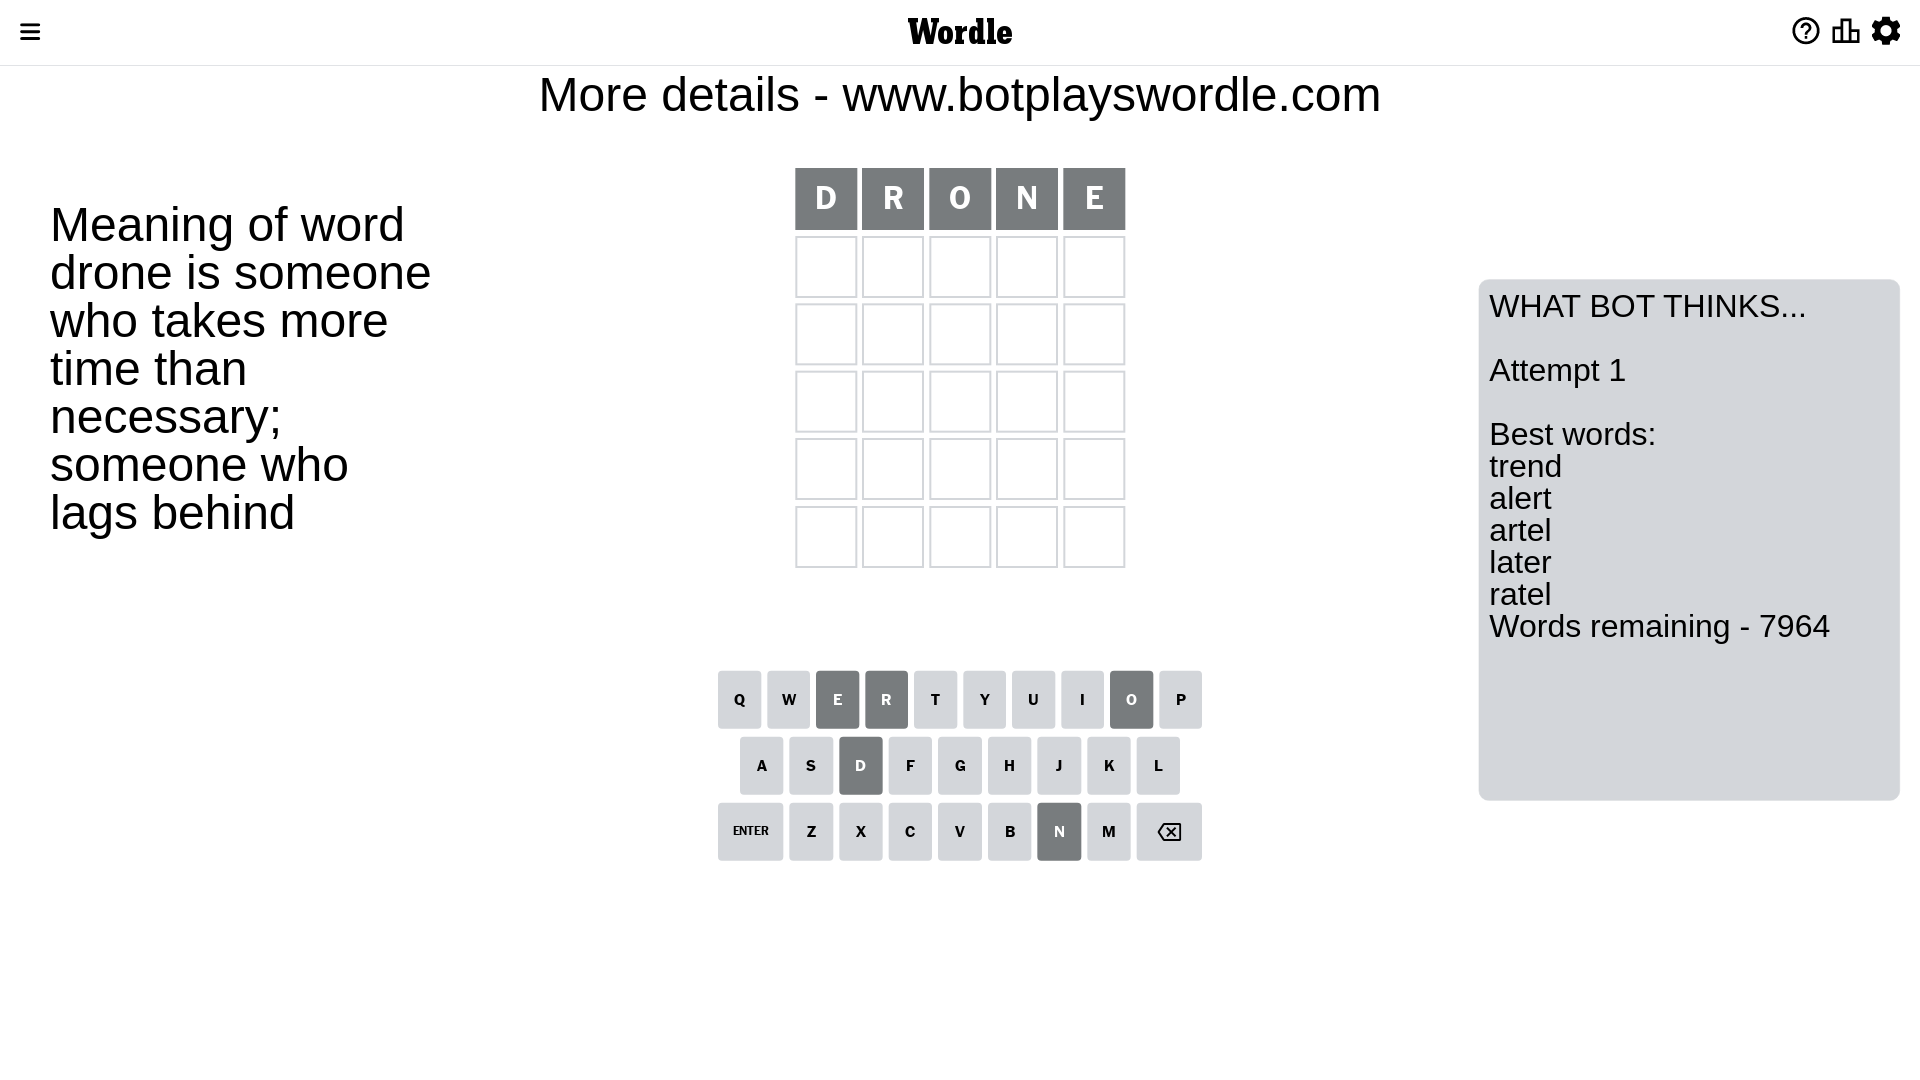 Wordle
More details - www.botplayswordle.com
Meaning of word
drone is someone
who takes more
time than
necessary;
someone who
lags behind
D R O N E
WHAT BOT THINKS...
Attempt 1
Best words:
trend
alert
artel
later
ratel
Words remaining - 7964
Q W E R T Y U I O P
A S D F G H J K L
ENTER Z X C V B N M